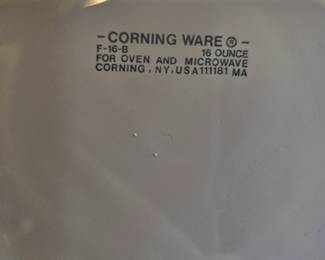 - CORNING WARE ® -
F-16-B 16 OUNCE
FOR OVEN AND MICROWAVE
CORNING, NY, USA 111181 MA